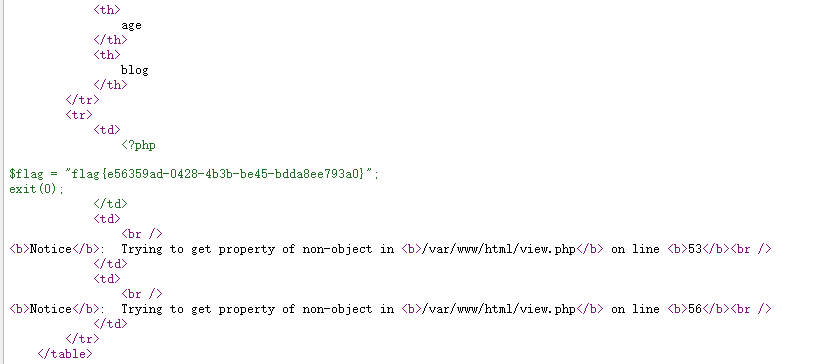 <th>
age
</th>
<th>
blog
</th>
</tr>
<tr>
<td>
<?php
$flag = "flag{e56359ad-0428-4b3b-be45-bdda8ee793a0}";
exit(0);
</td>
<td>
<br />
<b>Notice</b>:  Trying to get property of non-object in <b>/var/www/html/view.php</b> on line <b>53</b><br />
</td>
<td>
<br />
<b>Notice</b>:  Trying to get property of non-object in <b>/var/www/html/view.php</b> on line <b>56</b><br />
</td>
</tr>
</table>